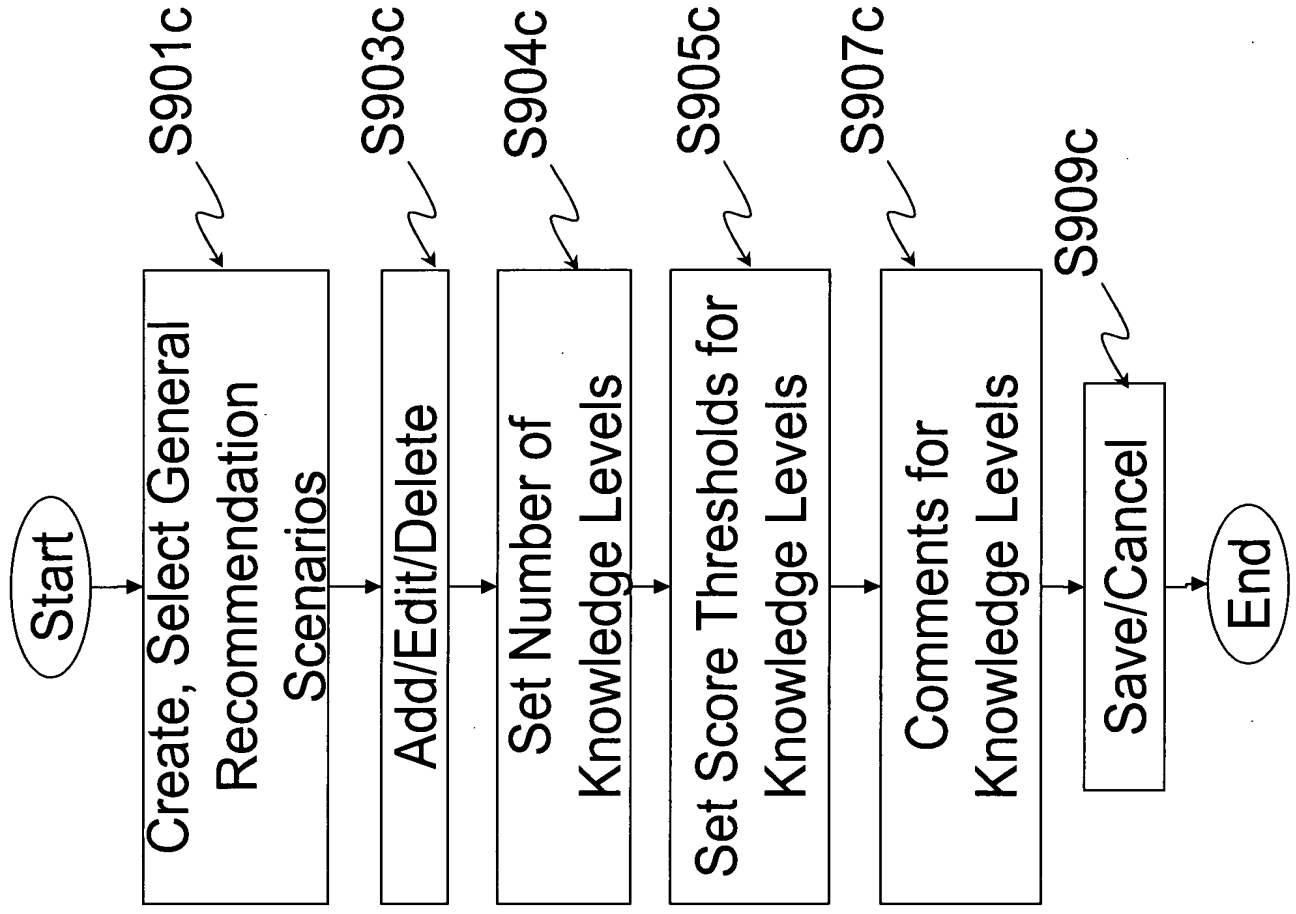 Start
Create, Select General
Recommendation
Scenarios
S901c
Add/Edit/Delete
S903c
Set Number of
Knowledge Levels
S904c
Set Score Thresholds for
Knowledge Levels
S905c
Comments for
Knowledge Levels
S907c
Save/Cancel
S909c
End